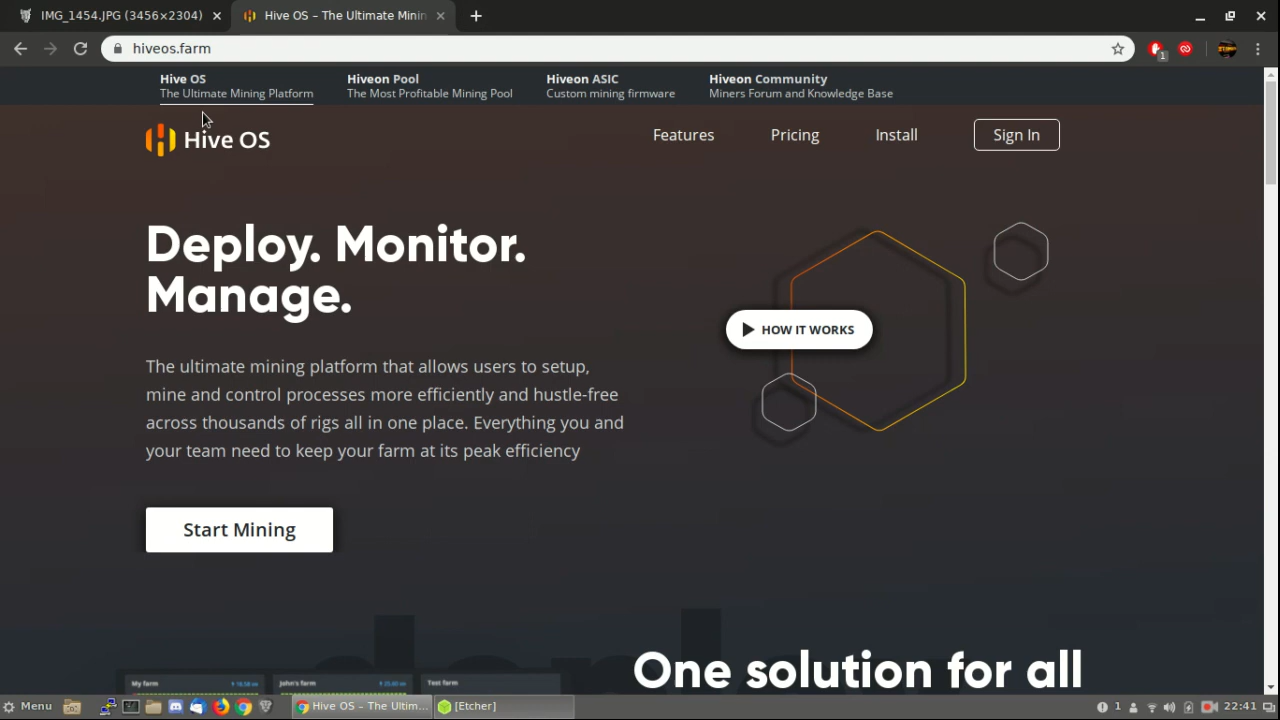 IMG_1454.JPG (3456×2304)
Hive OS – The Ultimate Minin
hiveos.farm
1
Hive OS
The Ultimate Mining Platform
Hiveon Pool
The Most Profitable Mining Pool
Hiveon ASIC
Custom mining firmware
Hiveon Community
Miners Forum and Knowledge Base
Hive OS
Features
Pricing
Install
Sign In
Deploy. Monitor.
Manage.
HOW IT WORKS
The ultimate mining platform that allows users to setup,
mine and control processes more efficiently and hustle-free
across thousands of rigs all in one place. Everything you and
your team need to keep your farm at its peak efficiency
Start Mining
One solution for all
My farm
John's farm
Test farm
Menu
Hive OS – The Ultim...
[Etcher]
1
22:41